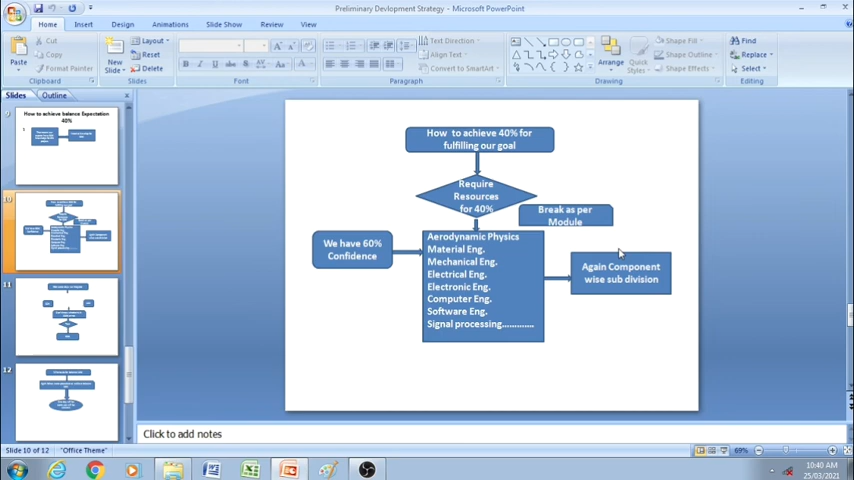 Preliminary Devlopment Strategy - Microsoft PowerPoint
Home
Insert
Design
Animations
Slide Show
Review
View
Paste
Cut
Copy
Format Painter
Clipboard
New
Slide
Layout
Reset
Delete
Slides
Font
Paragraph
Text Direction
Align Text
Convert to SmartArt
Arrange
Quick
Styles
Shape Fill
Shape Outline
Shape Effects
Drawing
Find
Replace
Select
Editing
Slides
Outline
9
How to achieve balance Expectation
40%
10
11
12
How to achieve 40% for
fulfilling our goal
Require
Resources
for 40%
Break as per
Module
We have 60%
Confidence
Aerodynamic Physics
Material Eng.
Mechanical Eng.
Electrical Eng.
Electronic Eng.
Computer Eng.
Software Eng.
Signal processing.............
Again Component
wise sub division
Click to add notes
Slide 10 of 12
"Office Theme"
69%
10:40 AM
25/03/2021